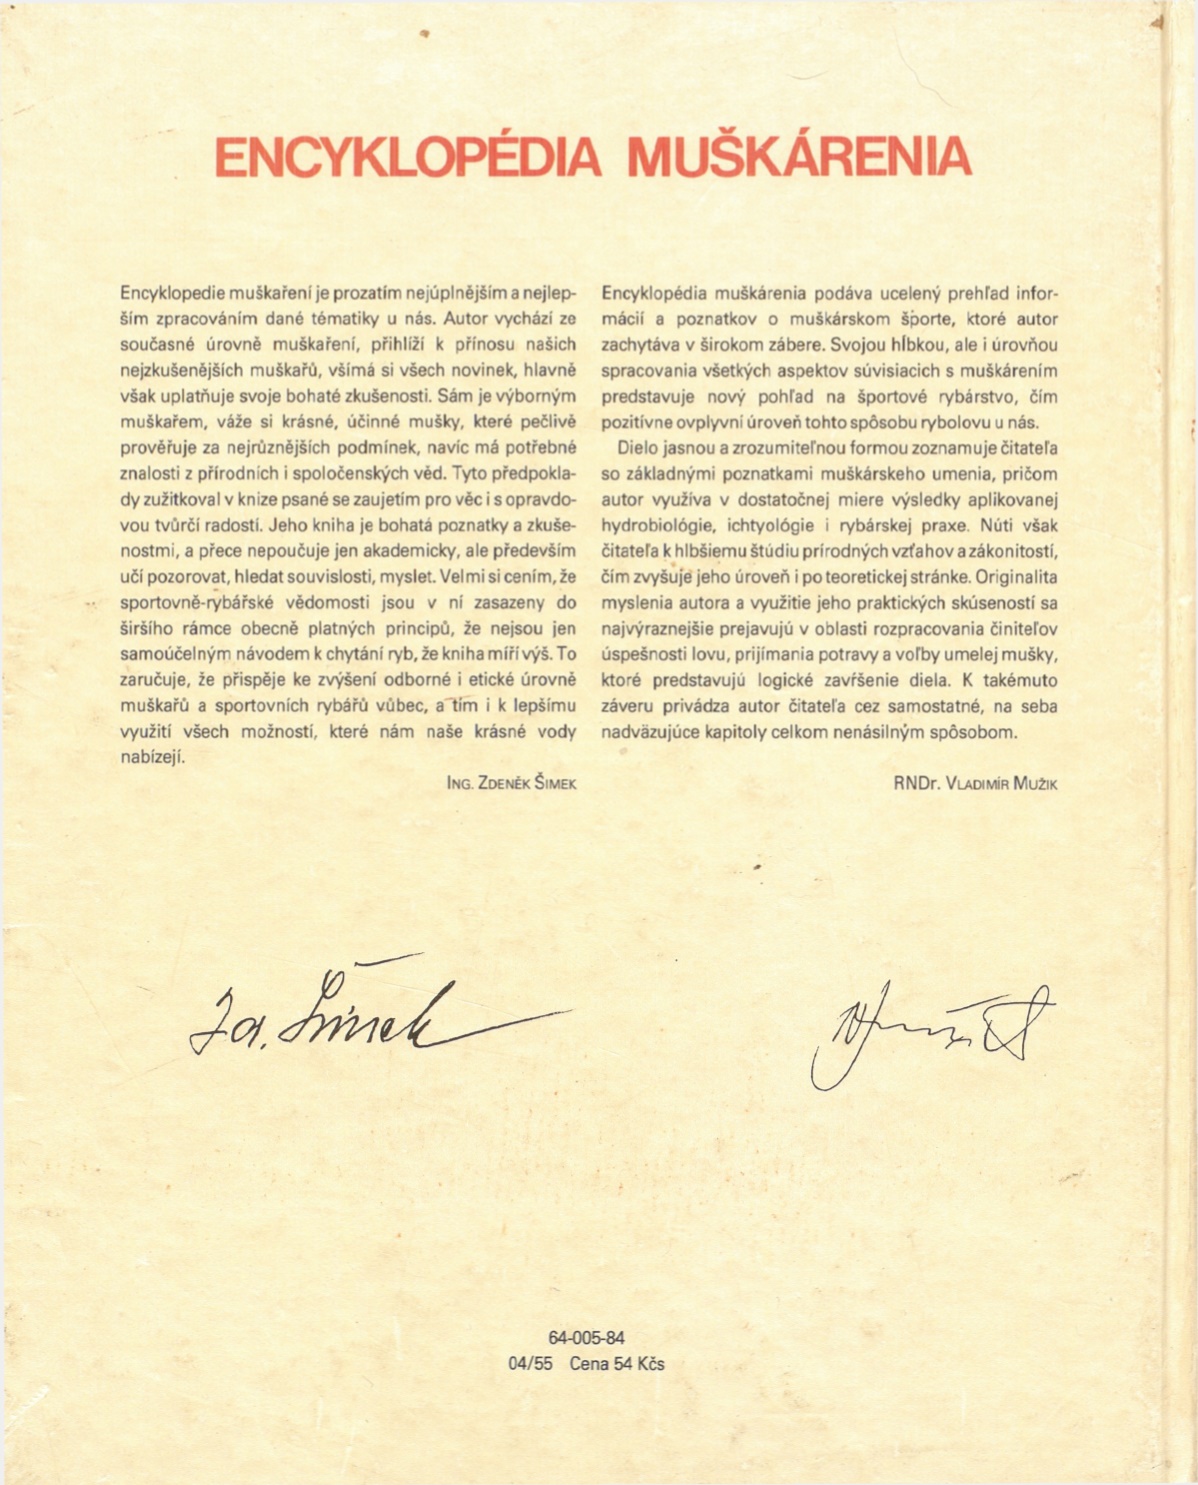 ENCYKLOPÉDIA MUŠKÁRENIA
Encyklopedie muškaření je prozatím nejúplnějším a nejlep-
ším zpracováním dané tématiky u nás. Autor vychází ze
současné úrovně muškaření, přihlíží k přínosu našich
nejzkušenějších muškařů, všímá si všech novinek, hlavně
však uplatňuje svoje bohaté zkušenosti. Sám je výborným
muškařem, váže si krásné, účinné mušky, které pečlivě
prověřuje za nejrůznějších podmínek, navíc má potřebné
znalosti z přírodních i spoločenských věd. Tyto předpokla-
dy zužitkoval v knize psané se zaujetím pro věc i s opravdo-
vou tvůrčí radostí. Jeho kniha je bohatá poznatky a zkuše-
nostmi, a přece nepoučuje jen akademicky, ale především
učí pozorovat, hledat souvislosti, myslet. Velmi si cením, že
sportovně-rybářské vědomosti jsou v ní zasazeny do
širšího rámce obecně platných principů, že nejsou jen
samoúčelným návodem k chytání ryb, že kniha míří výš. To
zaručuje, že přispěje ke zvýšení odborné i etické úrovně
muškařů a sportovních rybářů vůbec, a tím i k lepšímu
využití všech možností, které nám naše krásné vody
nabízejí.
ING. ZDENĚK ŠIMEK
Encyklopédia muškárenia podáva ucelený prehľad infor-
mácií a poznatkov o muškárskom športe, ktoré autor
zachytáva v širokom zábere. Svojou hĺbkou, ale i úrovňou
spracovania všetkých aspektov súvisiacich s muškárením
predstavuje nový pohľad na športové rybárstvo, čím
pozitívne ovplyvní úroveň tohto spôsobu rybolovu u nás.
Dielo jasnou a zrozumiteľnou formou zoznamuje čitateľa
so základnými poznatkami muškárskeho umenia, pričom
autor využíva v dostatočnej miere výsledky aplikovanej
hydrobiológie, ichtyológie i rybárskej praxe. Núti však
čitateľa k hlbšiemu štúdiu prírodných vzťahov a zákonitostí,
čím zvyšuje jeho úroveň i po teoretickej stránke. Originalita
myslenia autora a využitie jeho praktických skúseností sa
najvýraznejšie prejavujú v oblasti rozpracovania činiteľov
úspešnosti lovu, prijímania potravy a voľby umelej mušky,
ktoré predstavujú logické zavŕšenie diela. K takémuto
záveru privádza autor čitateľa cez samostatné, na seba
nadväzujúce kapitoly celkom nenásilným spôsobom.
RNDr. VLADIMÍR MUŽIK
Šimek
64-005-84
04/55 Cena 54 Kčs